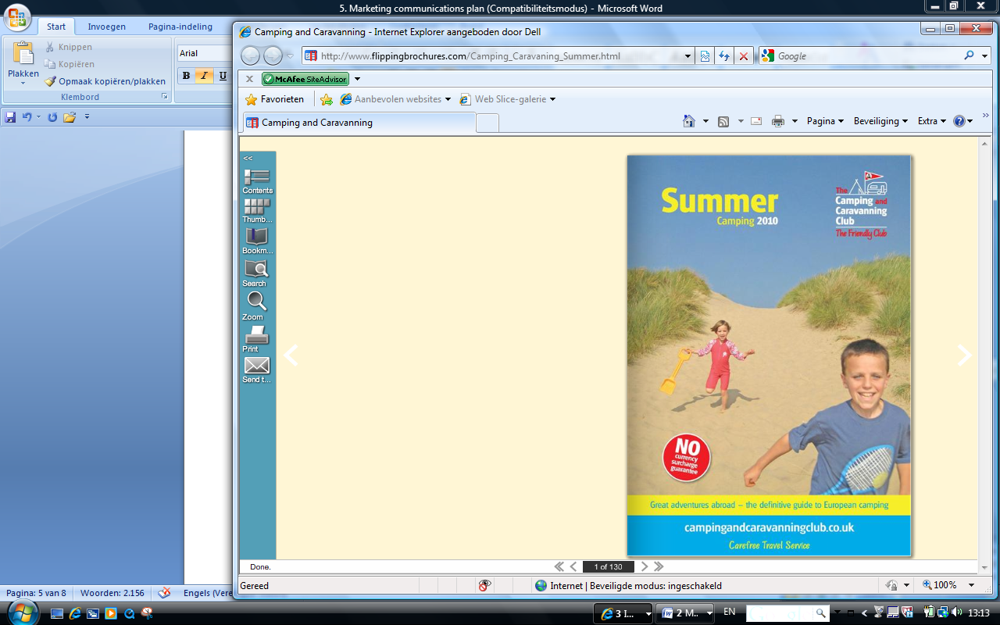 5. Marketing communications plan (Compatibiliteitsmodus) - Microsoft Word
Start Invoegen Pagina-indeling
Plakken
Knippen
Kopiëren
Opmaak kopiëren/plakken
Klembord
Arial
B I U
Camping and Caravanning - Internet Explorer aangeboden door Dell
http://www.flippingbrochures.com/Camping_Caravaning_Summer.html
Google
McAfee SiteAdvisor
Favorieten Aanbevolen websites Web Slice-galerie
Camping and Caravanning
Pagina Beveiliging Extra
<<
Contents
Thumb...
Bookm...
Search
Zoom
Print
Send t...
Summer
Camping 2010
The
Camping and
Caravanning
Club
The Friendly Club
NO
currency
surcharge
guarantee
Great adventures abroad – the definitive guide to European camping
campingandcaravanningclub.co.uk
Carefree Travel Service
Done.
1 of 130
Gereed
Internet | Beveiligde modus: ingeschakeld
100%
Pagina: 5 van 8 Woorden: 2.156 Engels (Vere
3 I... 2 M... EN 13:13